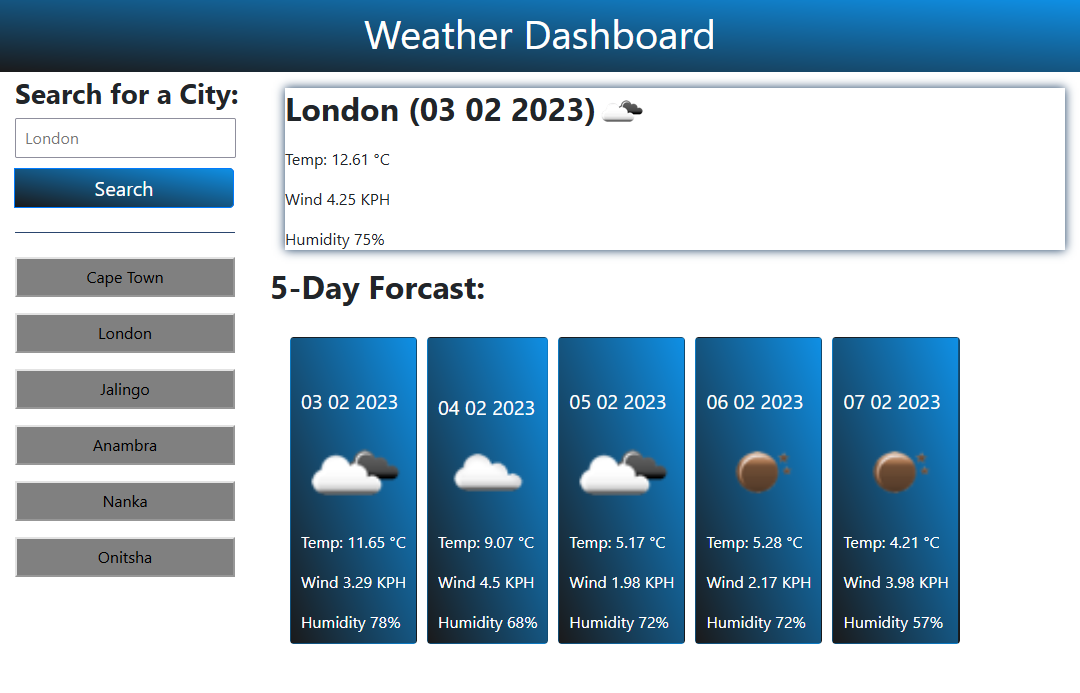 Weather Dashboard
Search for a City:
London
Search
Cape Town
London
Jalingo
Anambra
Nanka
Onitsha
London (03 02 2023)
Temp: 12.61 °C
Wind 4.25 KPH
Humidity 75%
5-Day Forcast:
03 02 2023
Temp: 11.65 °C
Wind 3.29 KPH
Humidity 78%
04 02 2023
Temp: 9.07 °C
Wind 4.5 KPH
Humidity 68%
05 02 2023
Temp: 5.17 °C
Wind 1.98 KPH
Humidity 72%
06 02 2023
Temp: 5.28 °C
Wind 2.17 KPH
Humidity 72%
07 02 2023
Temp: 4.21 °C
Wind 3.98 KPH
Humidity 57%